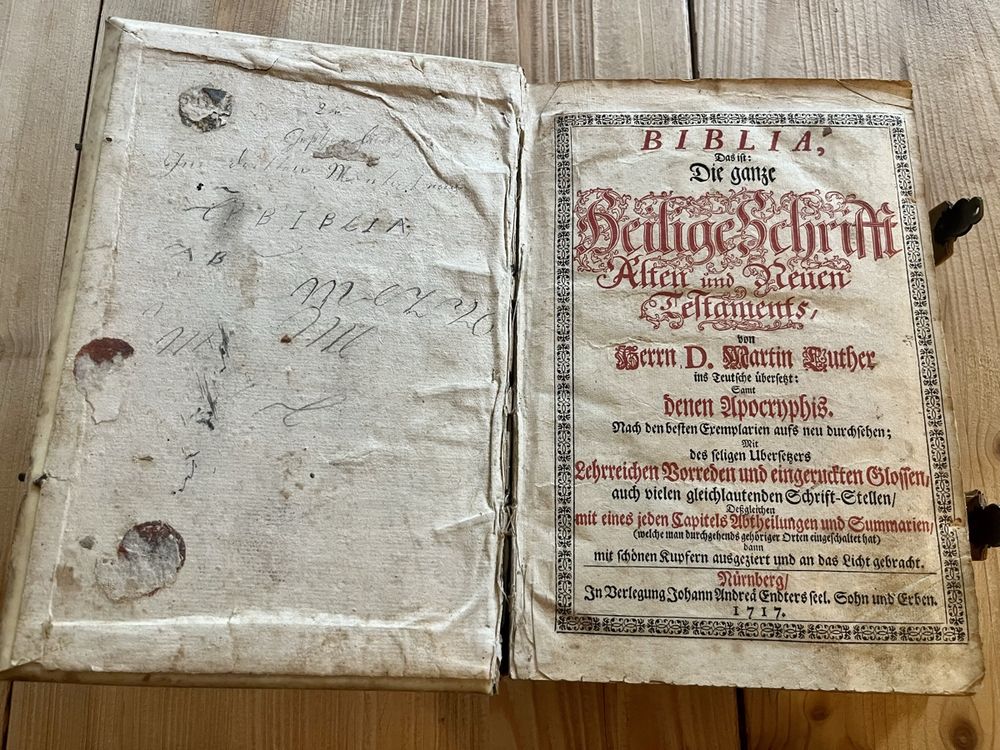 BIBLIA
A B
BIBLIA,
Das ist:
Die ganze
Heilige Schrifft
Alten und Neuen
Testaments,
von
Herrn D. Martin Luther
ins Teutsche übersetzt:
Samt
denen Apocryphis.
Nach den besten Exemplarien aufs neu durchsehen;
Mit
des seligen Ubersetzers
Lehrreichen Vorreden und eingeruckten Glossen/
auch vielen gleichlautenden Schrift-Stellen/
Deßgleichen
mit eines jeden Capitels Abtheilungen und Summarien/
(welche man durchgehends gehöriger Orten eingeschaltet hat)
dann
mit schönen Kupfern ausgeziert und an das Licht gebracht.
Nürnberg/
In Verlegung Johann Andreä Endters seel. Sohn und Erben.
1717.